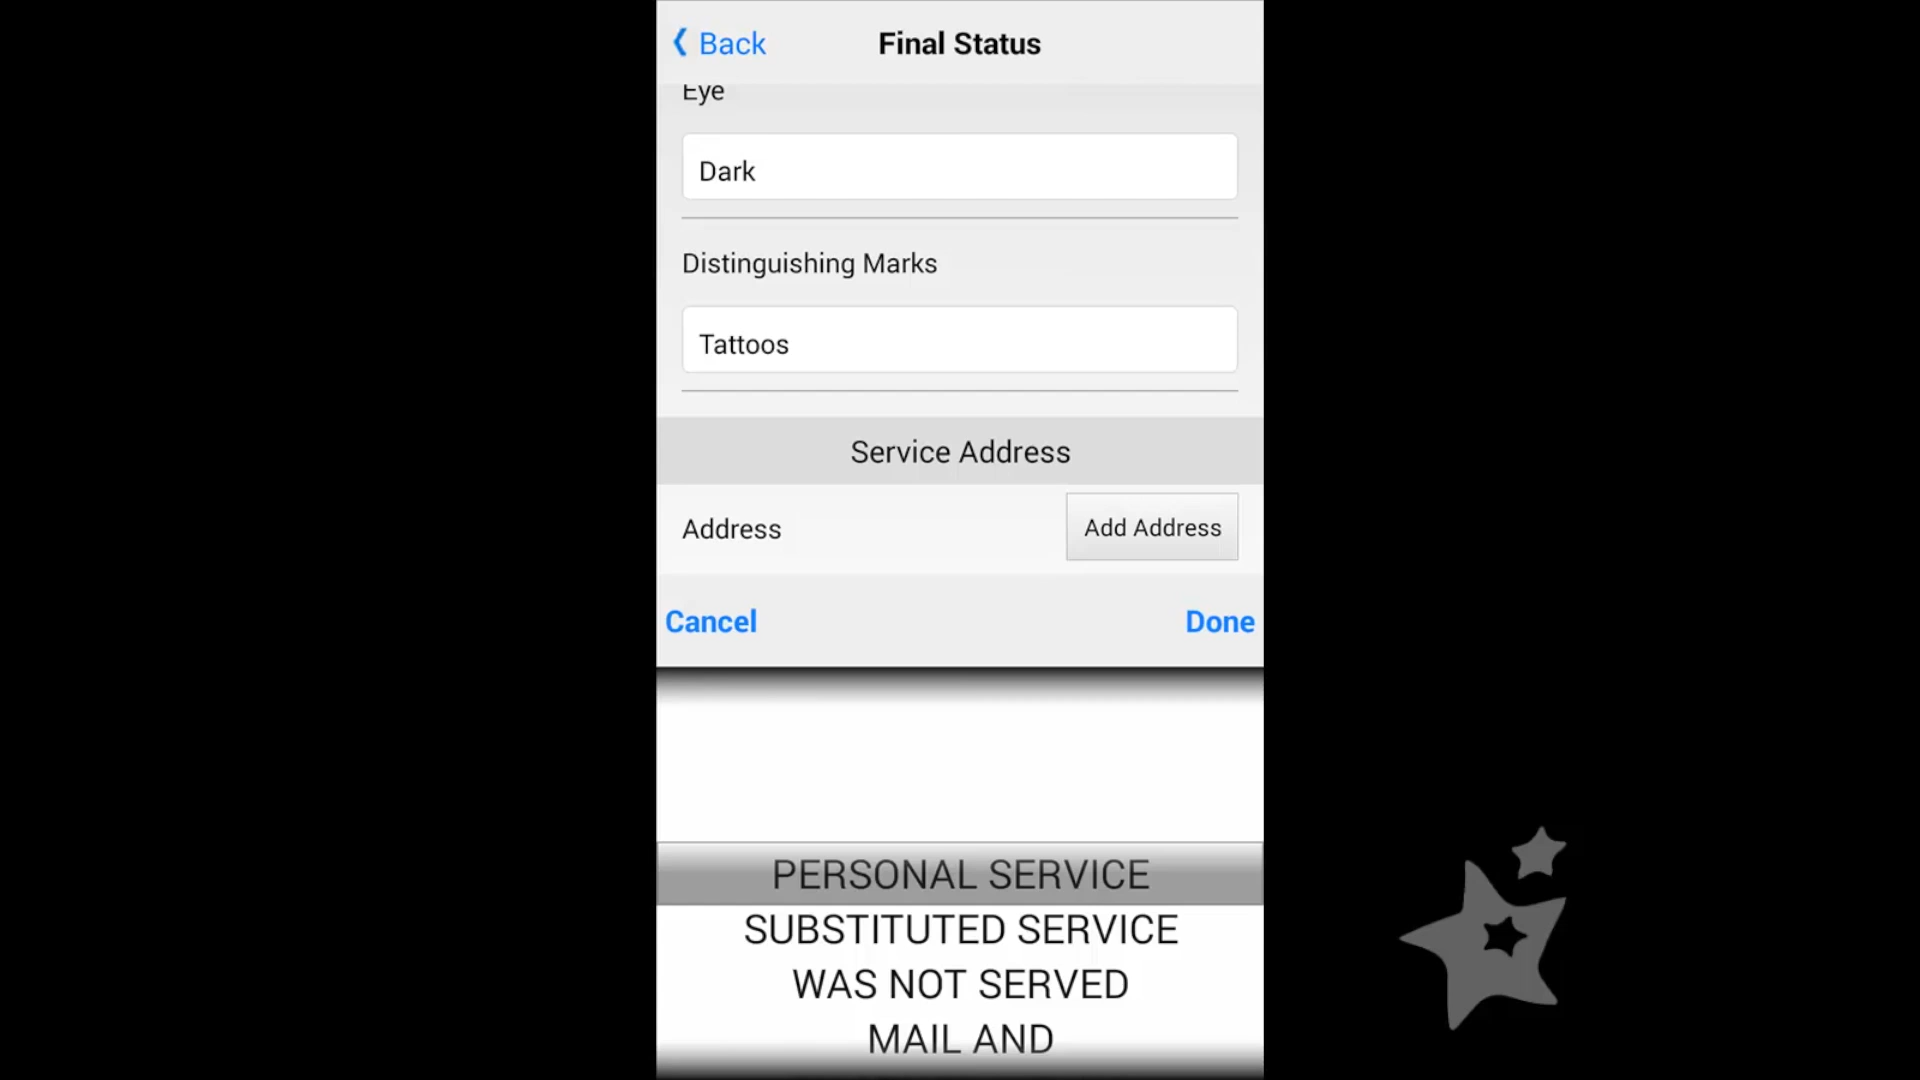 Back Final Status
Eye
Dark
Distinguishing Marks
Tattoos
Service Address
Address Add Address
Cancel Done
PERSONAL SERVICE
SUBSTITUTED SERVICE
WAS NOT SERVED
MAIL AND